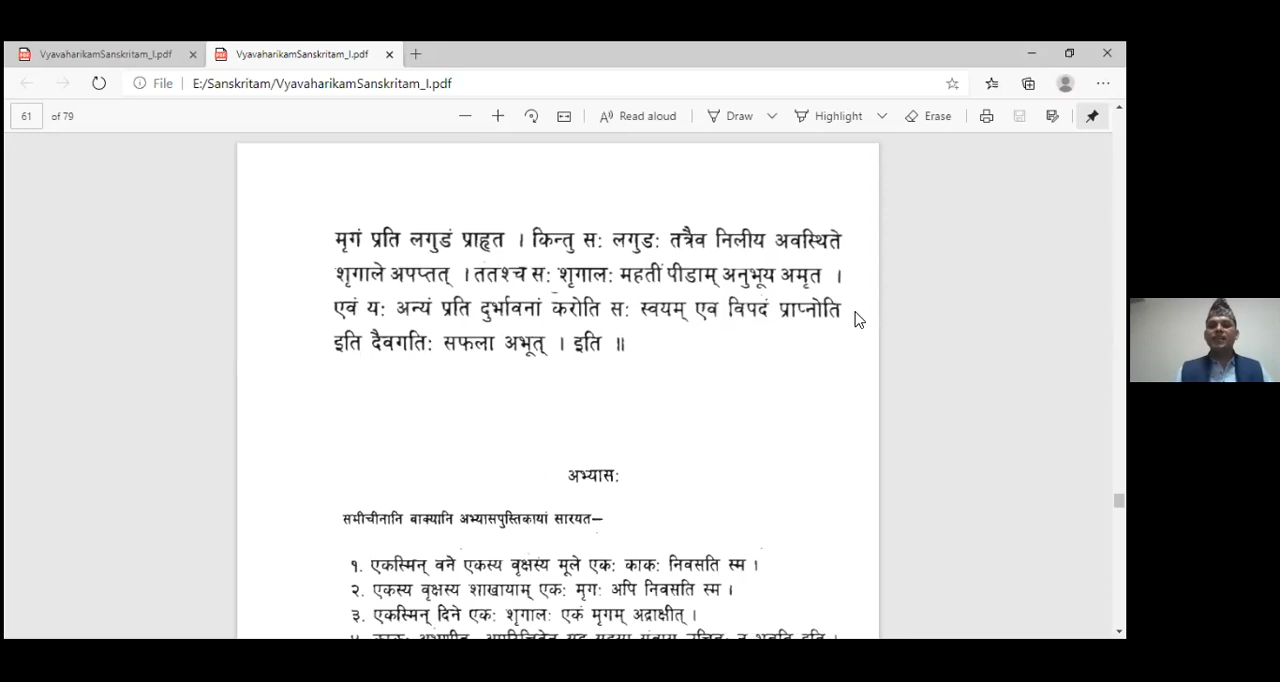 VyavaharikamSanskritam_I.pdf
VyavaharikamSanskritam_I.pdf
File E:/Sanskritam/VyavaharikamSanskritam_I.pdf
61 of 79 Read aloud Draw Highlight Erase
मृगं प्रति लगुडं प्राहृत । किन्तु सः लगुडः तत्रैव निलीय अवस्थिते
शृगाले अपप्तत् । ततश्च सः शृगालः महतीं पीडाम् अनुभूय अमृत ।
एवं यः अन्यं प्रति दुर्भावनां करोति सः स्वयम् एव विपदं प्राप्नोति
इति दैवगतिः सफला अभूत् । इति ॥
अभ्यासः
समीचीनानि वाक्यानि अभ्यासपुस्तिकायां सारयत—
१. एकस्मिन् वने एकस्य वृक्षस्य मूले एकः काकः निवसति स्म ।
२. एकस्य वृक्षस्य शाखायाम् एकः मृगः अपि निवसति स्म ।
३. एकस्मिन् दिने एकः शृगालः एकं मृगम् अद्राक्षीत् ।